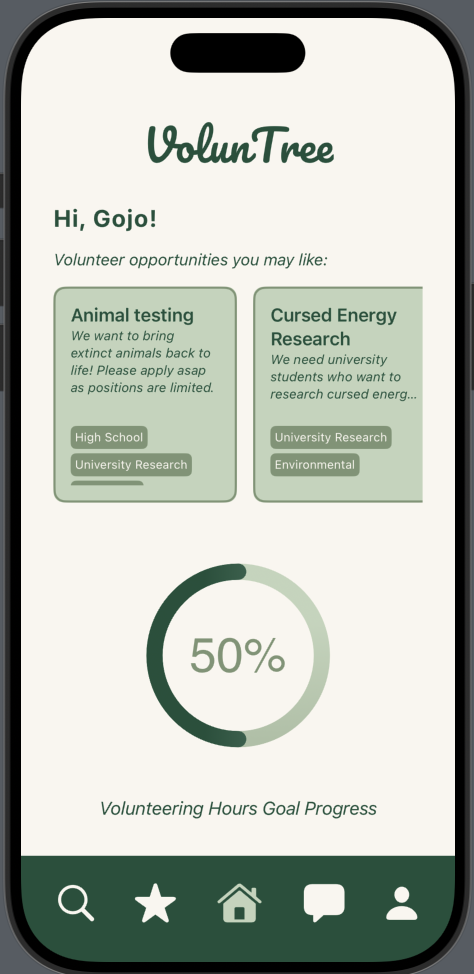 VolunTree
Hi, Gojo!
Volunteer opportunities you may like:
Animal testing
We want to bring
extinct animals back to
life! Please apply asap
as positions are limited.
High School
University Research
Cursed Energy
Research
We need university
students who want to
research cursed energ...
University Research
Environmental
50%
Volunteering Hours Goal Progress